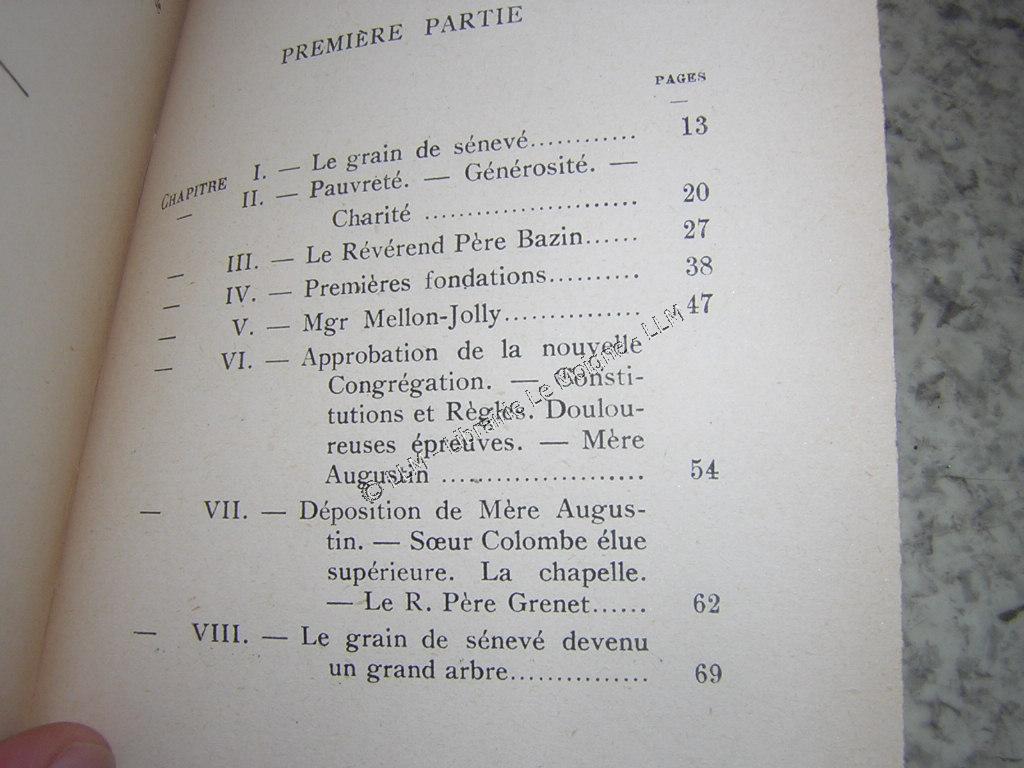 PREMIÈRE PARTIE
PAGES
—
CHAPITRE I. — Le grain de sénevé............ 13
— II. — Pauvreté. — Générosité. —
Charité ........................ 20
— III. — Le Révérend Père Bazin...... 27
— IV. — Premières fondations.......... 38
— V. — Mgr Mellon-Jolly............... 47
— VI. — Approbation de la nouvelle
Congrégation. — Consti-
tutions et Règles. Doulou-
reuses épreuves. — Mère
Augustin ...................... 54
— VII. — Déposition de Mère Augus-
tin. — Sœur Colombe élue
supérieure. La chapelle.
— Le R. Père Grenet...... 62
— VIII. — Le grain de sénevé devenu
un grand arbre............... 69
© LLM - Librairie Le Moigne - LLM